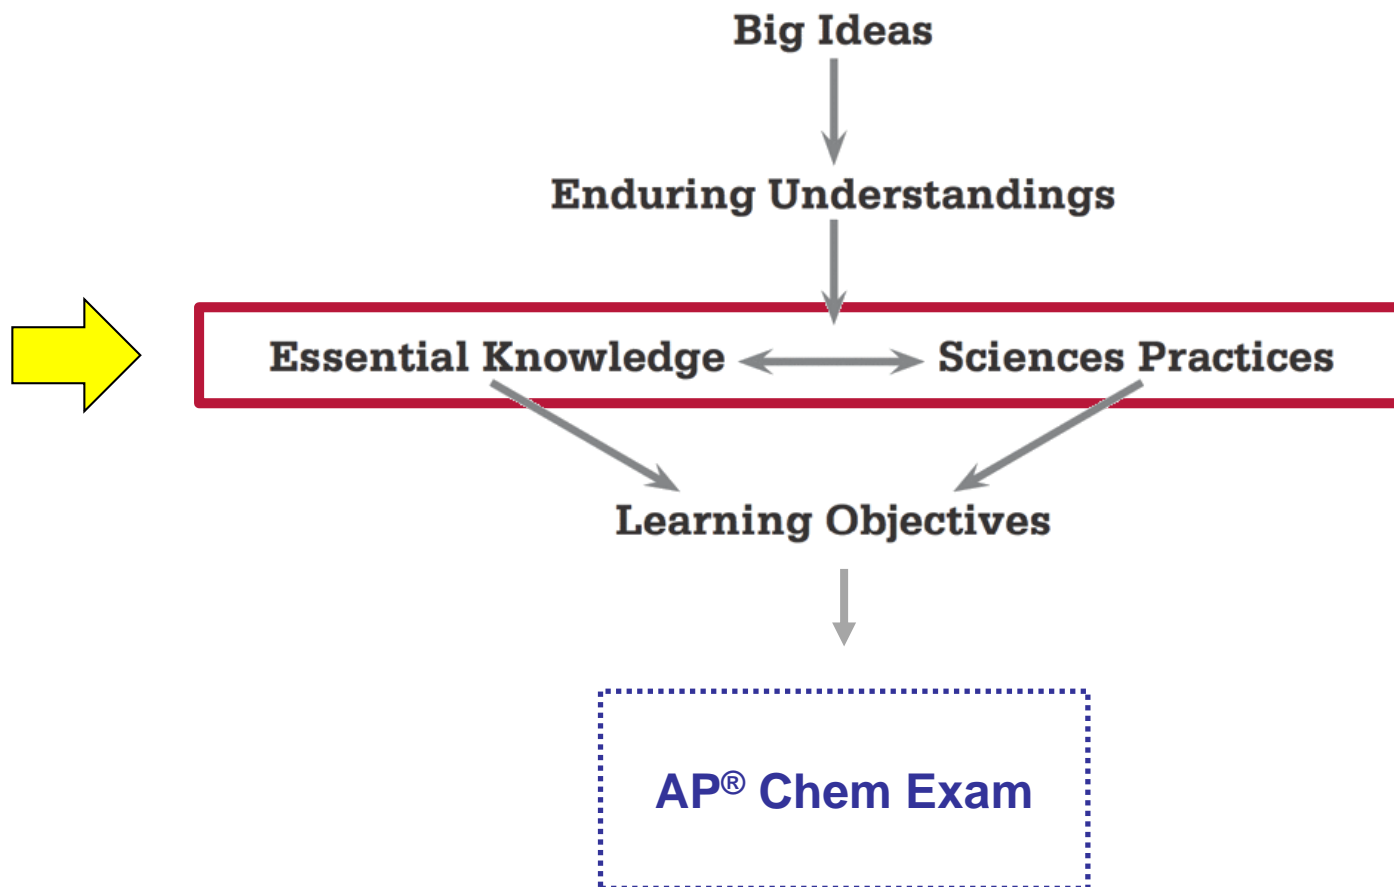 Big Ideas
Enduring Understandings
Essential Knowledge Sciences Practices
Learning Objectives
AP® Chem Exam